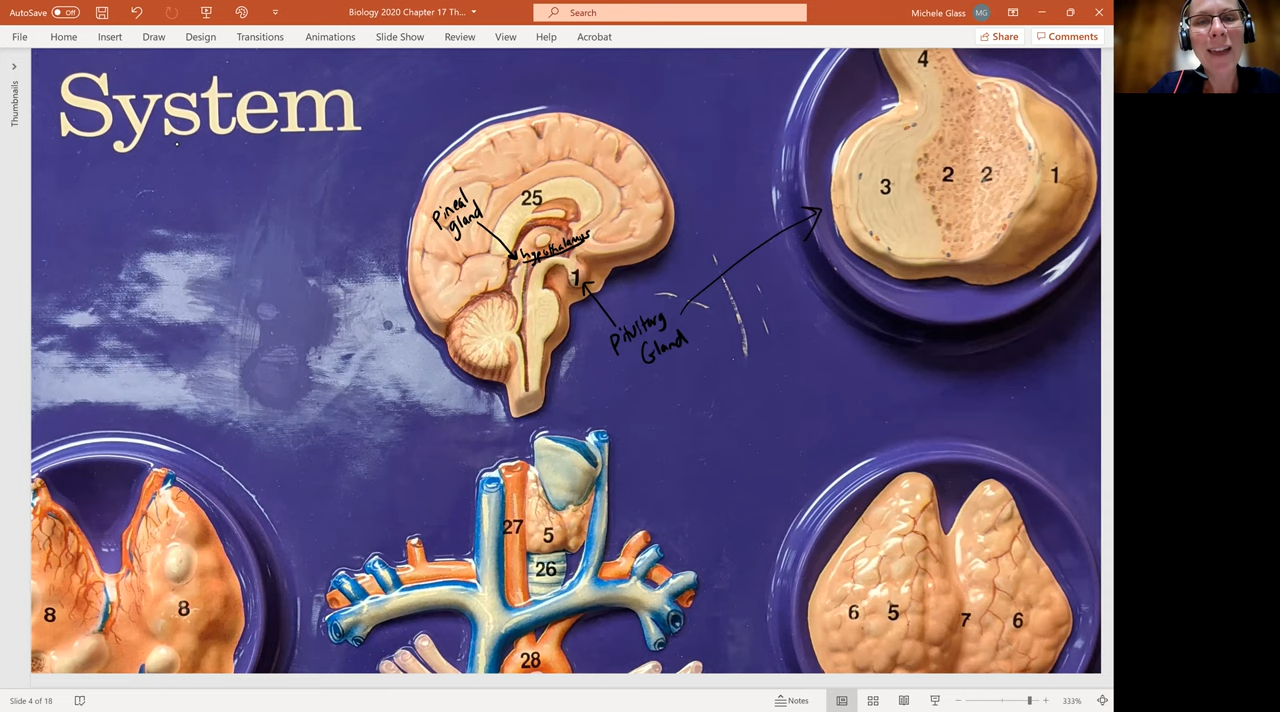 AutoSave Off
Biology 2020 Chapter 17 Th...
Search
Michele Glass MG
File Home Insert Draw Design Transitions Animations Slide Show Review View Help Acrobat
Share Comments
Thumbnails
System
4
3 2 2 1
25
Pineal
gland
hypothalamus
1
Pituitary
Gland
27
5
26
28
8 8
6 5 7 6
Slide 4 of 18
Notes
333%